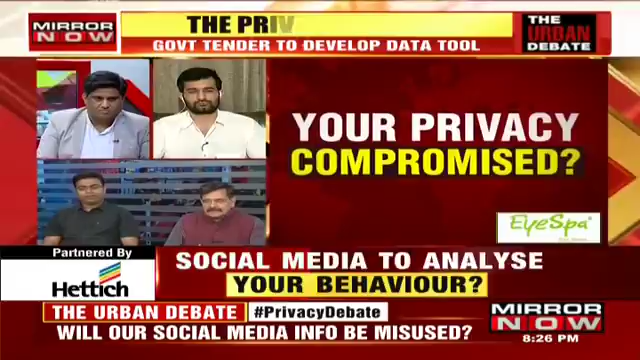 MIRROR NOW
THE PRIV
GOVT TENDER TO DEVELOP DATA TOOL
THE URBAN DEBATE
YOUR PRIVACY
COMPROMISED?
EyeSpa
Partnered By
Hettich
SOCIAL MEDIA TO ANALYSE
YOUR BEHAVIOUR?
THE URBAN DEBATE #PrivacyDebate
WILL OUR SOCIAL MEDIA INFO BE MISUSED?
MIRROR NOW
8:26 PM